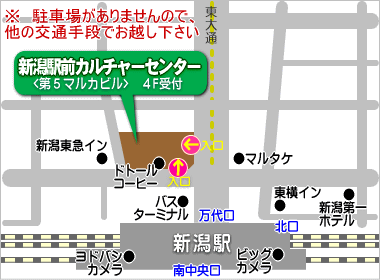 ※ 駐車場がありませんので、
他の交通手段でお越し下さい
東大通
新潟駅前カルチャーセンター
＜第５マルカビル＞ ４F受付
新潟東急イン
入口
ドトール
コーヒー
入口
マルタケ
バス
ターミナル
万代口
東横イン
新潟第一
ホテル
北口
新潟駅
ヨドバシ
カメラ
南中央口
ビッグ
カメラ